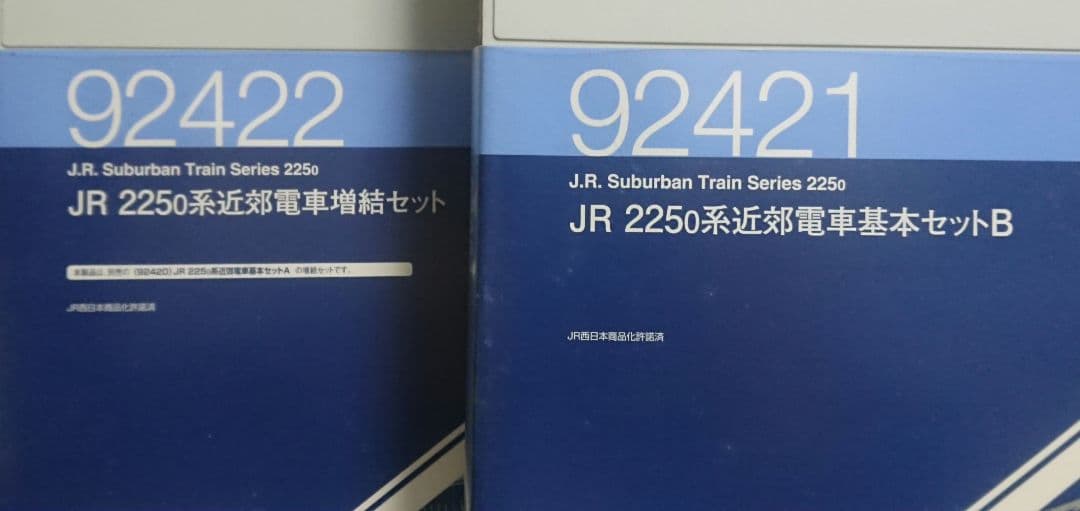 92422
J.R. Suburban Train Series 2250
JR 2250系近郊電車増結セット
本製品は、別売の〈92420〉JR 2250系近郊電車基本セットA の増結セットです。
JR西日本商品化許諾済
92421
J.R. Suburban Train Series 2250
JR 2250系近郊電車基本セットB
JR西日本商品化許諾済